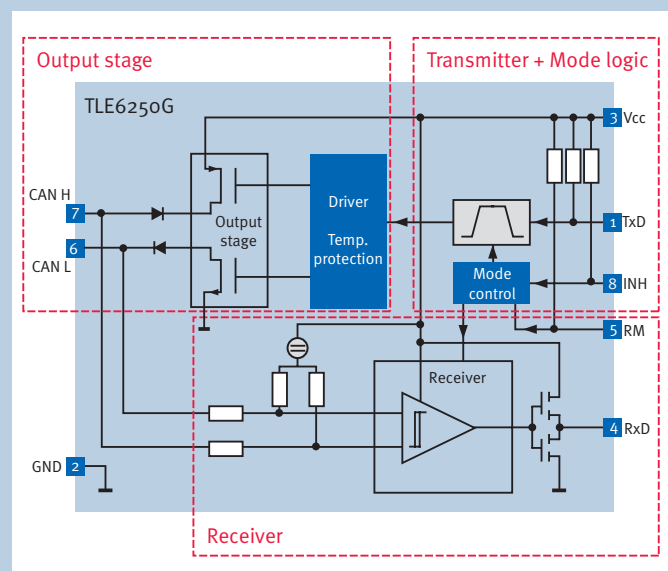 Output stage
Transmitter + Mode logic
TLE6250G
3 Vcc
CAN H
7
Driver
Temp.
protection
Output
stage
1 TxD
6
CAN L
Mode
control
8 INH
5 RM
Receiver
4 RxD
GND 2
Receiver